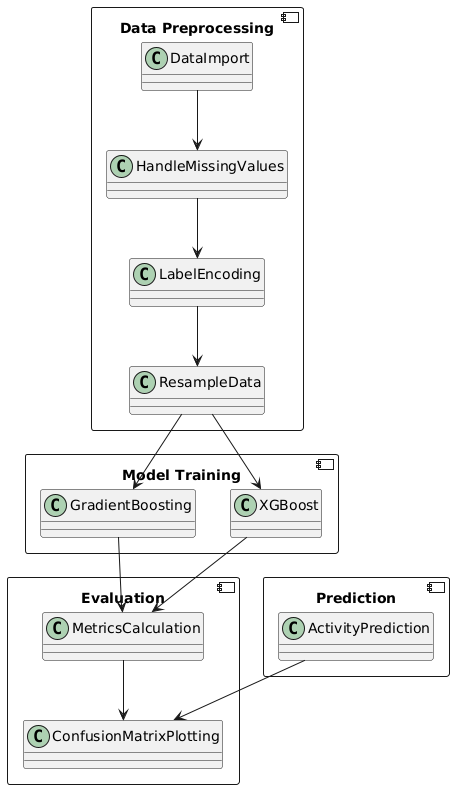 Data Preprocessing
C DataImport
C HandleMissingValues
C LabelEncoding
C ResampleData
Model Training
C GradientBoosting
C XGBoost
Evaluation
Prediction
C MetricsCalculation
C ActivityPrediction
C ConfusionMatrixPlotting